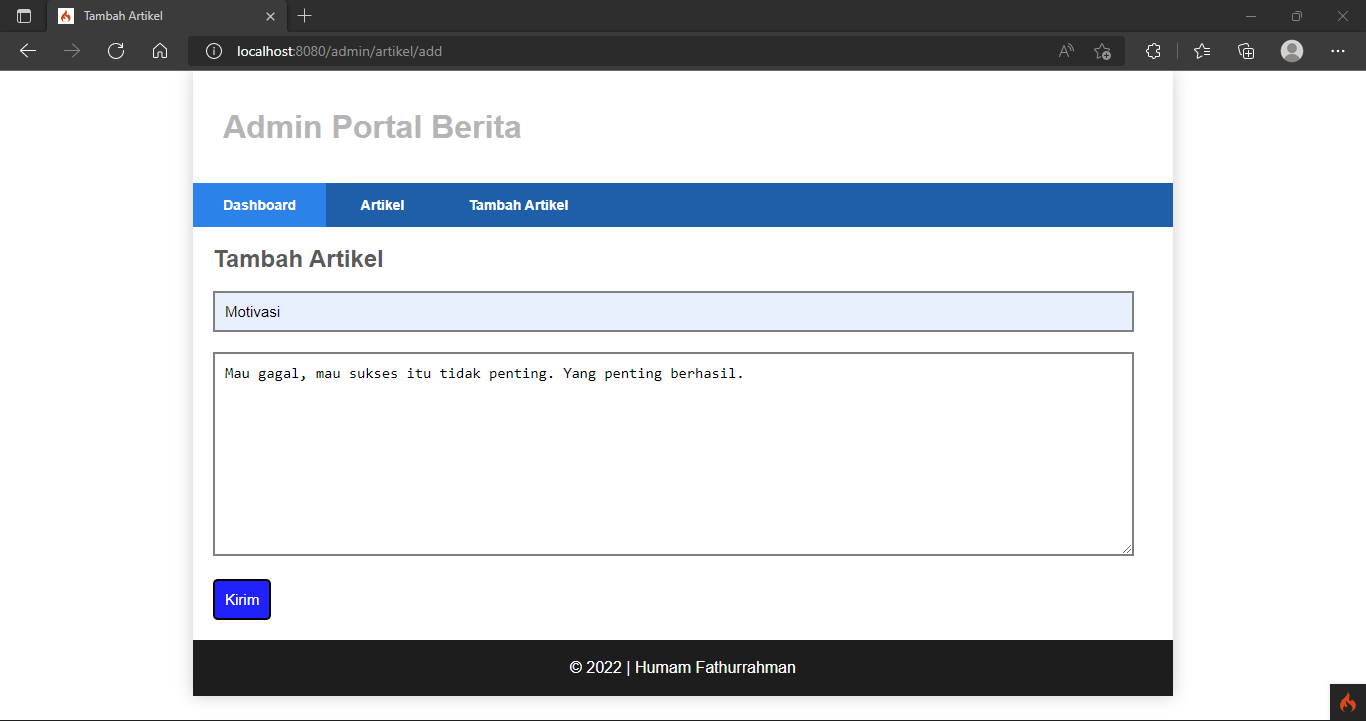 Tambah Artikel
localhost:8080/admin/artikel/add
Admin Portal Berita
Dashboard Artikel Tambah Artikel
Tambah Artikel
Motivasi
Mau gagal, mau sukses itu tidak penting. Yang penting berhasil.
Kirim
© 2022 | Humam Fathurrahman